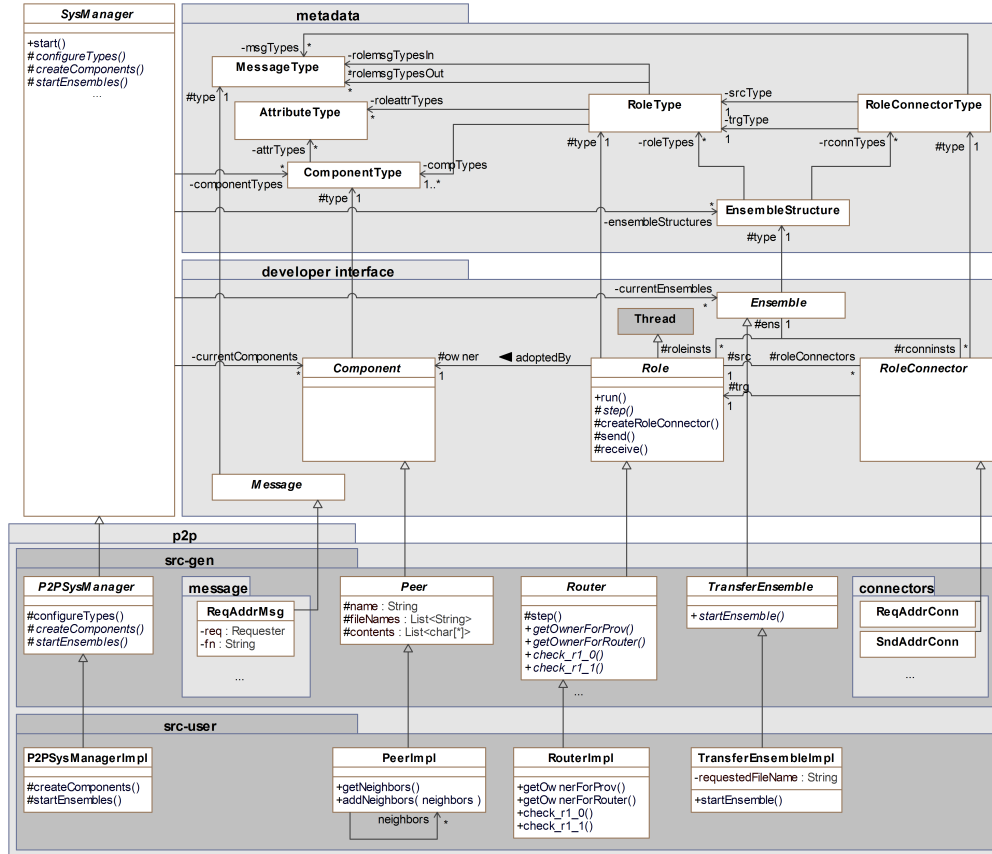 SysManager
+start()
#configureTypes()
#createComponents()
#startEnsembles()
...
metadata
-msgTypes
*
MessageType
-rolemsgTypesIn
*
-rolemsgTypesOut
*
#type
1
AttributeType
-roleattrTypes
*
RoleType
-srcType
1
-trgType
1
RoleConnectorType
-attrTypes
*
#type
1
-roleTypes
*
-rconnTypes
*
#type
1
*
-componentTypes
ComponentType
-compTypes
1..*
#type
1
*
-ensembleStructures
EnsembleStructure
#type
1
developer interface
-currentEnsembles
*
Ensemble
Thread
#ens
1
#roleinsts
*
#rconninsts
*
-currentComponents
*
Component
#owner
1
adoptedBy
Role
+run()
#step()
#createRoleConnector()
#send()
#receive()
#src
1
#roleConnectors
*
#trg
1
RoleConnector
Message
p2p
src-gen
P2PSysManager
#configureTypes()
#createComponents()
#startEnsembles()
message
ReqAddrMsg
-req : Requester
-fn : String
...
Peer
#name : String
#fileNames : List<String>
#contents : List<char[*]>
Router
#step()
+getOwnerForProv()
+getOwnerForRouter()
+check_r1_0()
+check_r1_1()
...
TransferEnsemble
+startEnsemble()
connectors
ReqAddrConn
SndAddrConn
...
src-user
P2PSysManagerImpl
#createComponents()
#startEnsembles()
PeerImpl
+getNeighbors()
+addNeighbors( neighbors )
neighbors
*
RouterImpl
+getOwnerForProv()
+getOwnerForRouter()
+check_r1_0()
+check_r1_1()
TransferEnsembleImpl
-requestedFileName : String
+startEnsemble()